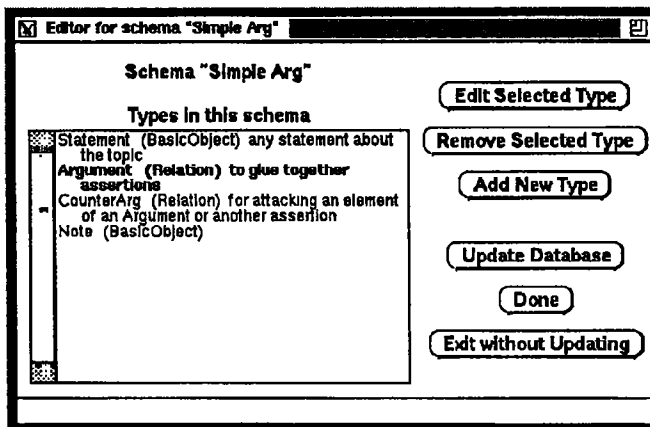 Editor for schema "Simple Arg"
Schema "Simple Arg"
Types in this schema
Statement (BasicObject) any statement about
the topic
Argument (Relation) to glue together
assertions
CounterArg (Relation) for attacking an element
of an Argument or another assertion
Note (BasicObject)
Edit Selected Type
Remove Selected Type
Add New Type
Update Database
Done
Exit without Updating